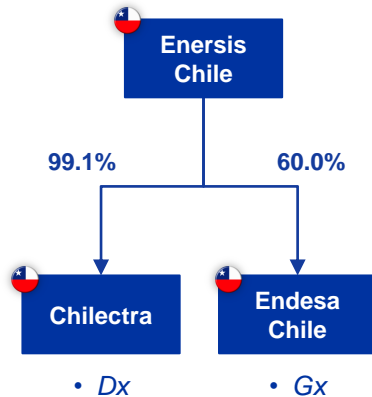 Enersis
Chile
99.1%
60.0%
Chilectra
Endesa
Chile
• Dx
• Gx